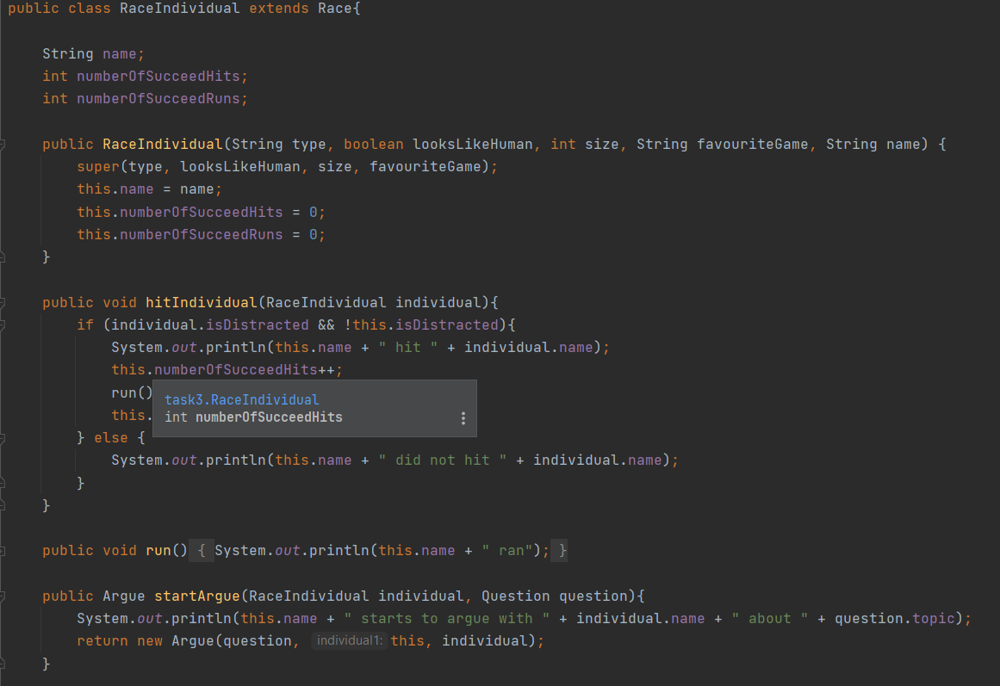 public class RaceIndividual extends Race{
String name;
int numberOfSucceedHits;
int numberOfSucceedRuns;
public RaceIndividual(String type, boolean looksLikeHuman, int size, String favouriteGame, String name) {
super(type, looksLikeHuman, size, favouriteGame);
this.name = name;
this.numberOfSucceedHits = 0;
this.numberOfSucceedRuns = 0;
}
public void hitIndividual(RaceIndividual individual){
if (individual.isDistracted && !this.isDistracted){
System.out.println(this.name + " hit " + individual.name);
this.numberOfSucceedHits++;
run()
task3.RaceIndividual
this.
int numberOfSucceedHits
} else {
System.out.println(this.name + " did not hit " + individual.name);
}
}
public void run() { System.out.println(this.name + " ran"); }
public Argue startArgue(RaceIndividual individual, Question question){
System.out.println(this.name + " starts to argue with " + individual.name + " about " + question.topic);
return new Argue(question, individual1: this, individual);
}